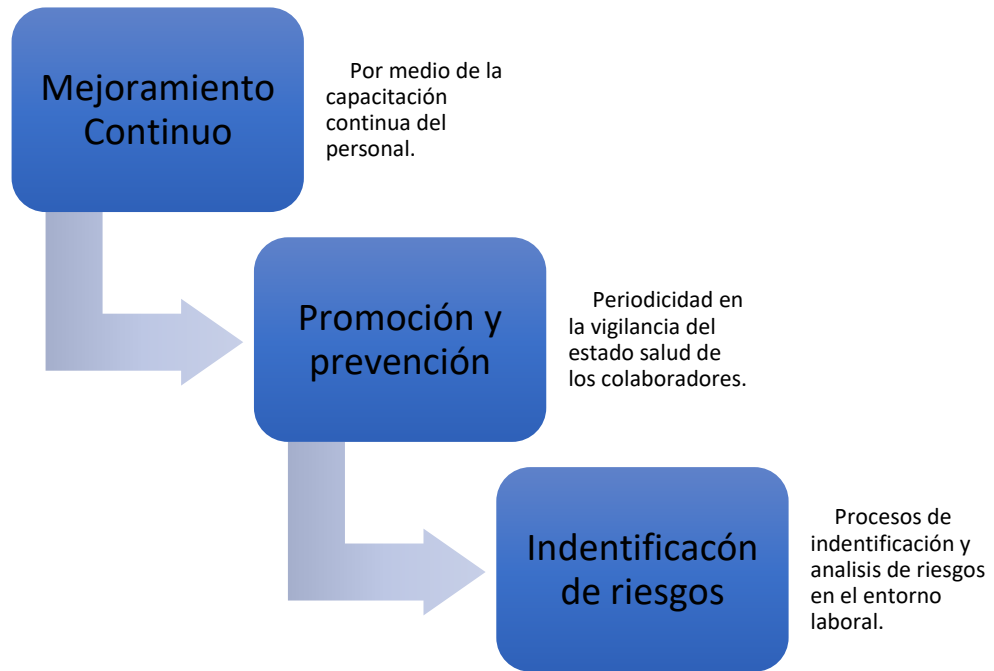 Mejoramiento
Continuo
Por medio de la
capacitación
continua del
personal.
Promoción y
prevención
Periodicidad en
la vigilancia del
estado salud de
los colaboradores.
Indentificacón
de riesgos
Procesos de
indentificación y
analisis de riesgos
en el entorno
laboral.